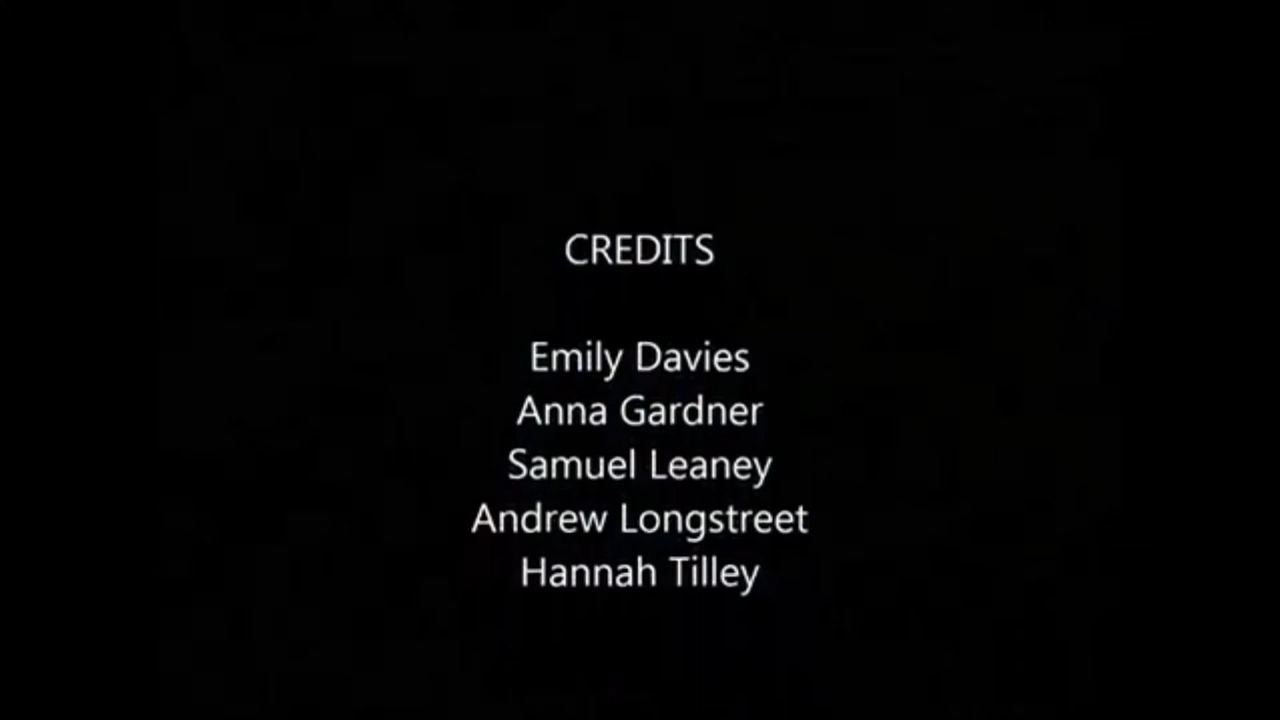 CREDITS
Emily Davies
Anna Gardner
Samuel Leaney
Andrew Longstreet
Hannah Tilley